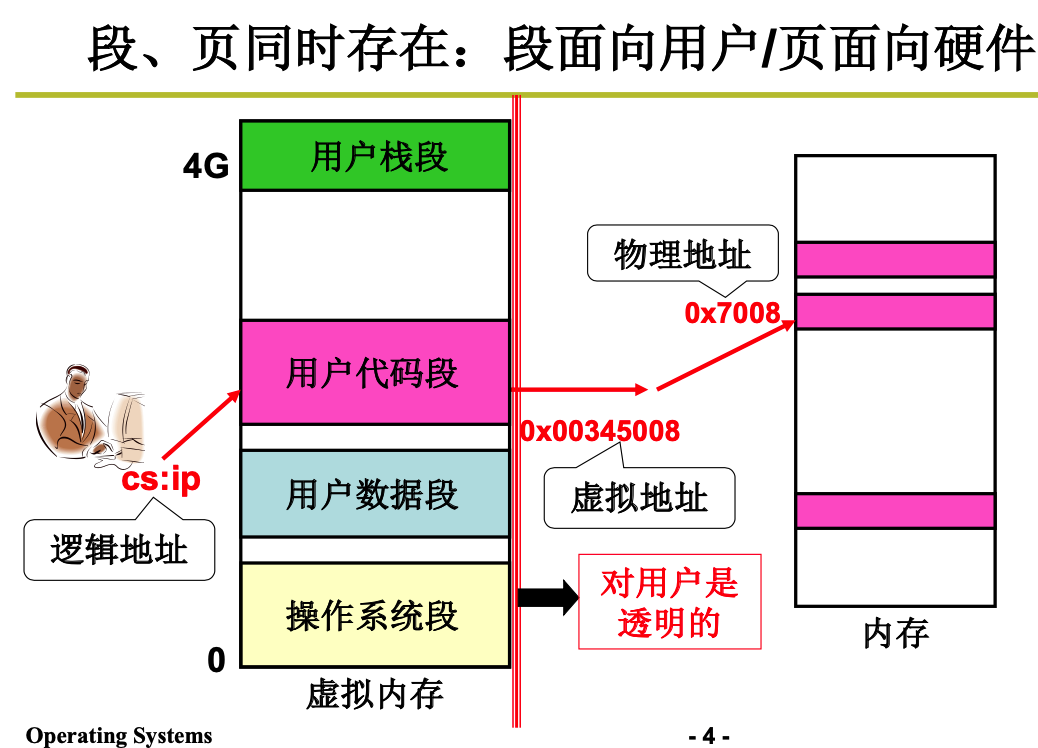 段、页同时存在：段面向用户/页面向硬件
4G
用户栈段
用户代码段
用户数据段
操作系统段
0
虚拟内存
cs:ip
逻辑地址
0x00345008
虚拟地址
物理地址
0x7008
对用户是
透明的
内存
Operating Systems
- 4 -